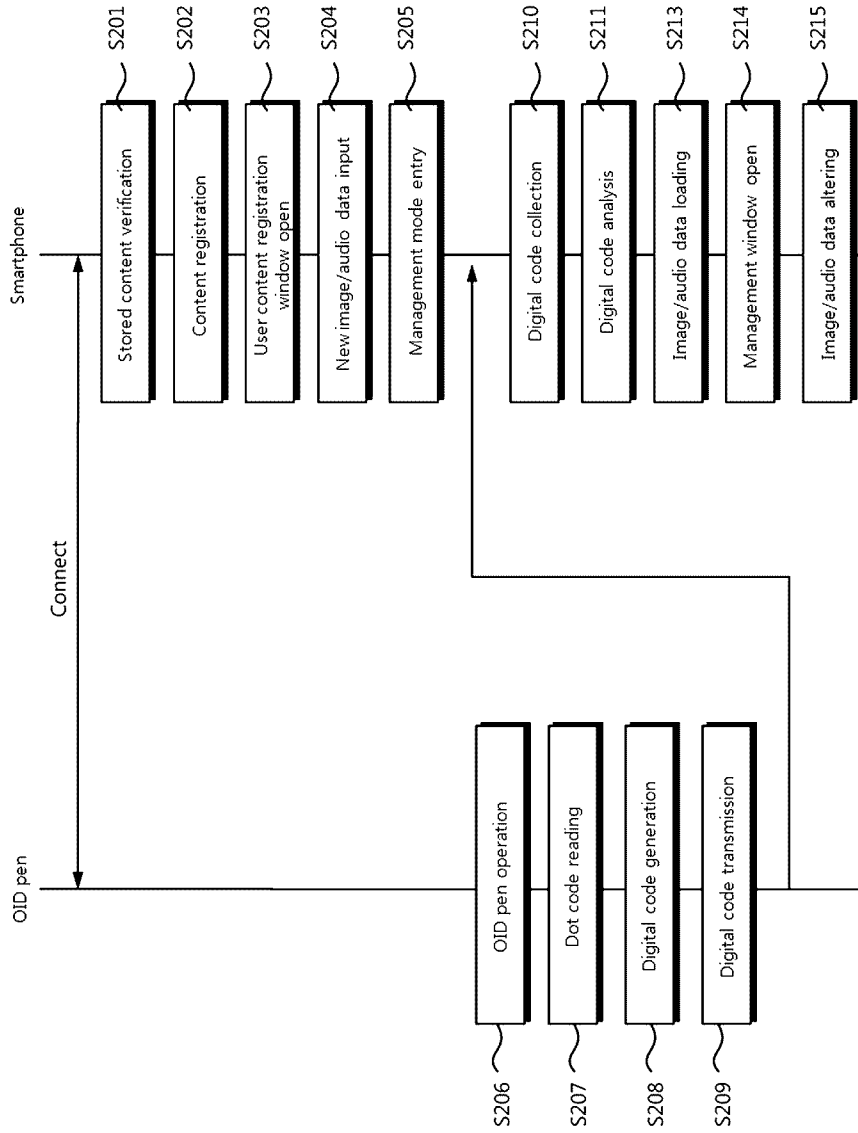 Smartphone
Connect
OID pen
Stored content verification
S201
Content registration
S202
User content registration
window open
S203
New image/audio data input
S204
Management mode entry
S205
OID pen operation
S206
Dot code reading
S207
Digital code generation
S208
Digital code transmission
S209
Digital code collection
S210
Digital code analysis
S211
Image/audio data loading
S213
Management window open
S214
Image/audio data altering
S215